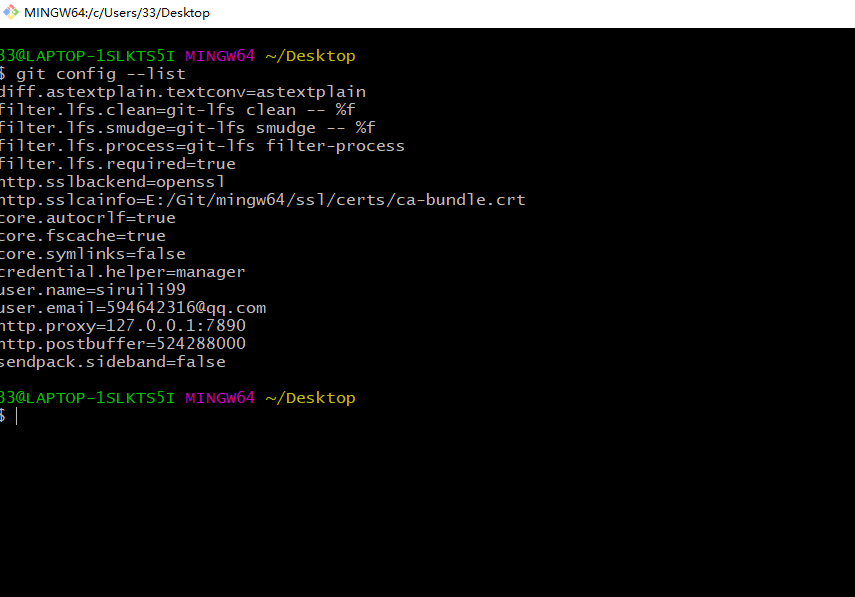 MINGW64:/c/Users/33/Desktop
33@LAPTOP-1SLKTS5I MINGW64 ~/Desktop
$ git config --list
diff.astextplain.textconv=astextplain
filter.lfs.clean=git-lfs clean -- %f
filter.lfs.smudge=git-lfs smudge -- %f
filter.lfs.process=git-lfs filter-process
filter.lfs.required=true
http.sslbackend=openssl
http.sslcainfo=E:/Git/mingw64/ssl/certs/ca-bundle.crt
core.autocrlf=true
core.fscache=true
core.symlinks=false
credential.helper=manager
user.name=siruili99
user.email=594642316@qq.com
http.proxy=127.0.0.1:7890
http.postbuffer=524288000
sendpack.sideband=false
33@LAPTOP-1SLKTS5I MINGW64 ~/Desktop
$